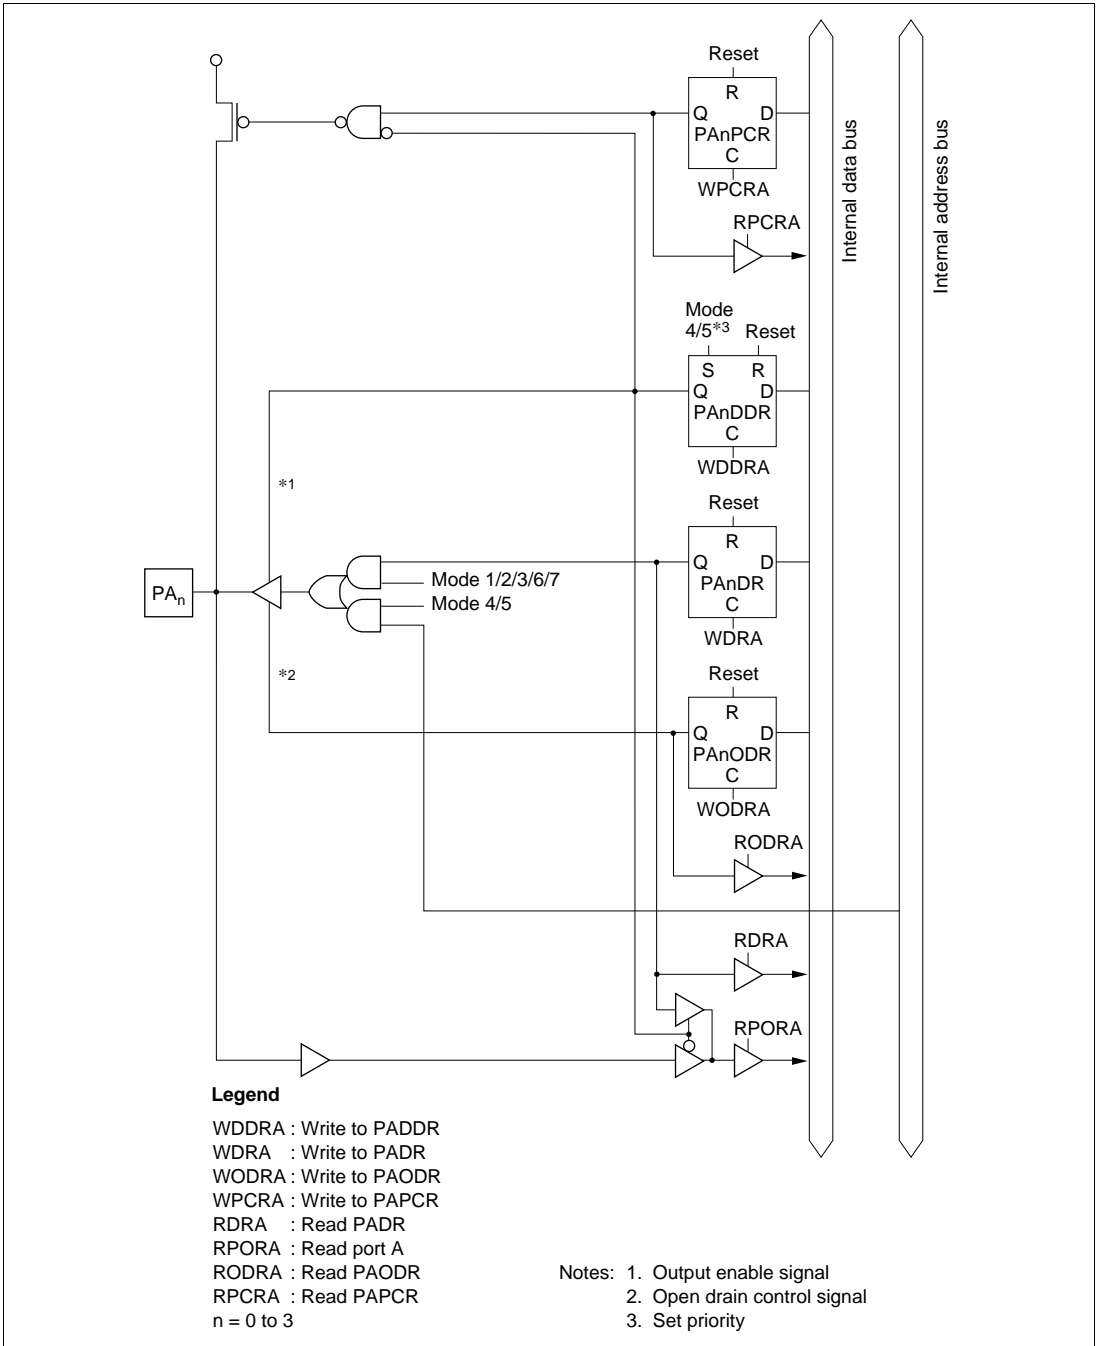 Reset
R
Q D
PAnPCR
C
WPCRA
RPCRA
Internal data bus
Internal address bus
Mode
4/5*3 Reset
S R
Q D
PAnDDR
C
WDDRA
*1
Reset
R
Q D
PAnDR
C
WDRA
Mode 1/2/3/6/7
Mode 4/5
PAn
*2
Reset
R
Q D
PAnODR
C
WODRA
RODRA
RDRA
RPORA
Legend
WDDRA : Write to PADDR
WDRA : Write to PADR
WODRA : Write to PAODR
WPCRA : Write to PAPCR
RDRA : Read PADR
RPORA : Read port A
RODRA : Read PAODR
RPCRA : Read PAPCR
n = 0 to 3
Notes: 1. Output enable signal
2. Open drain control signal
3. Set priority